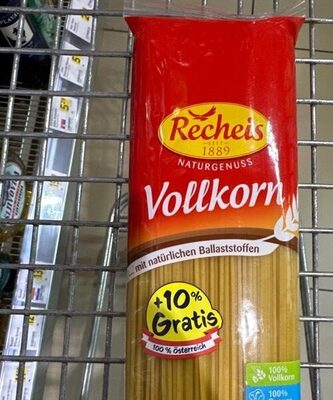 Recheis
SEIT
1889
NATURGENUSS
Vollkorn
...mit natürlichen Ballaststoffen
+10%
Gratis
100% österreich
100%
Vollkorn
100%